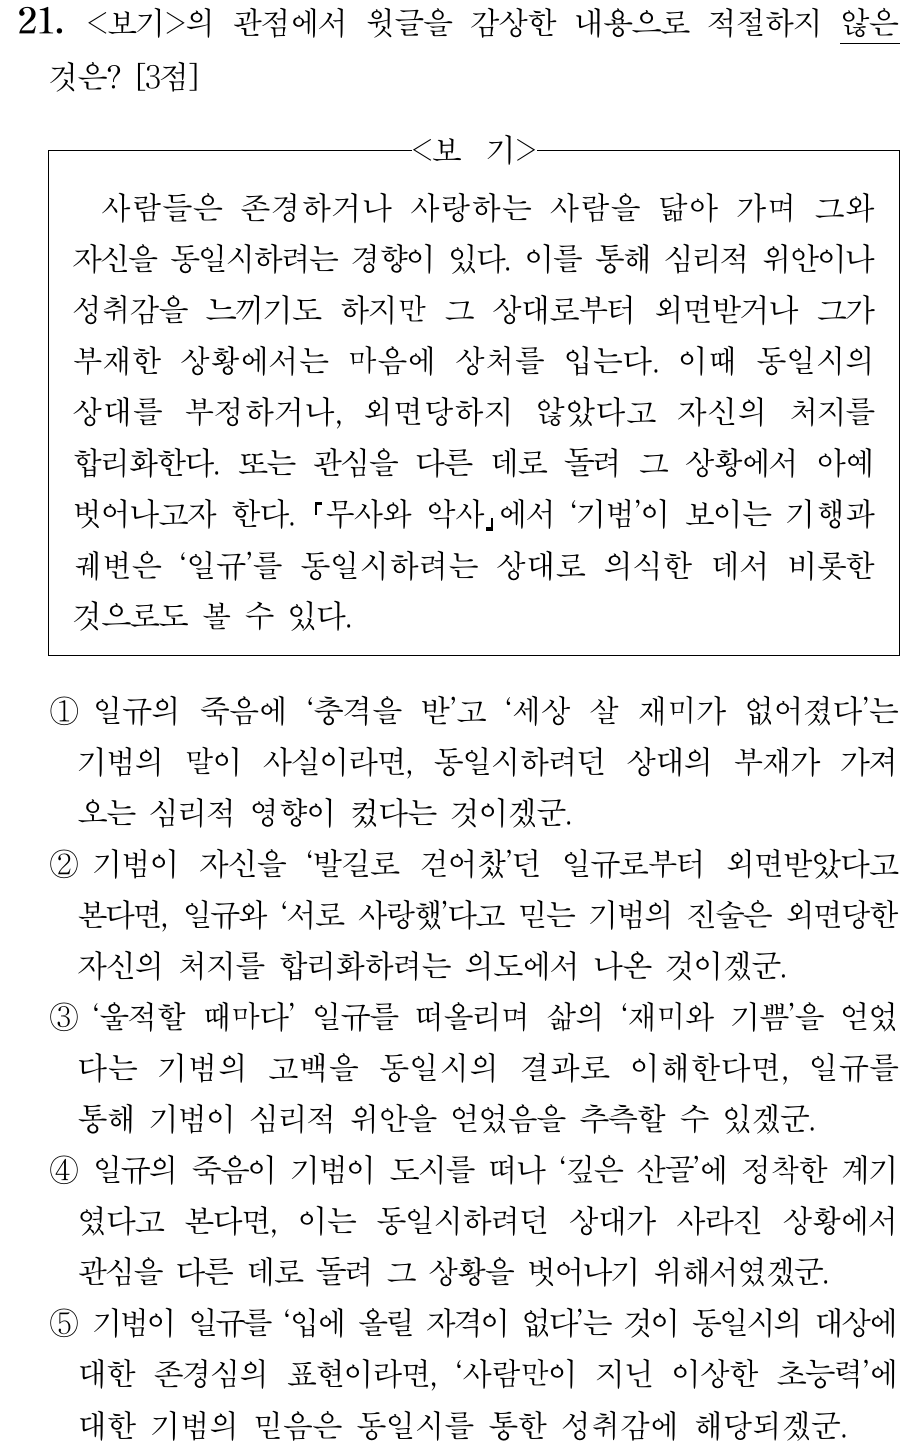 21. <보기>의 관점에서 윗글을 감상한 내용으로 적절하지 않은
것은? [3점]
<보 기>
사람들은 존경하거나 사랑하는 사람을 닮아 가며 그와
자신을 동일시하려는 경향이 있다. 이를 통해 심리적 위안이나
성취감을 느끼기도 하지만 그 상대로부터 외면받거나 그가
부재한 상황에서는 마음에 상처를 입는다. 이때 동일시의
상대를 부정하거나, 외면당하지 않았다고 자신의 처지를
합리화한다. 또는 관심을 다른 데로 돌려 그 상황에서 아예
벗어나고자 한다. 「무사와 악사」에서 ‘기범’이 보이는 기행과
궤변은 ‘일규’를 동일시하려는 상대로 의식한 데서 비롯한
것으로도 볼 수 있다.
① 일규의 죽음에 ‘충격을 받’고 ‘세상 살 재미가 없어졌다’는
기범의 말이 사실이라면, 동일시하려던 상대의 부재가 가져
오는 심리적 영향이 컸다는 것이겠군.
② 기범이 자신을 ‘발길로 걷어찼’던 일규로부터 외면받았다고
본다면, 일규와 ‘서로 사랑했’다고 믿는 기범의 진술은 외면당한
자신의 처지를 합리화하려는 의도에서 나온 것이겠군.
③ ‘울적할 때마다’ 일규를 떠올리며 삶의 ‘재미와 기쁨’을 얻었
다는 기범의 고백을 동일시의 결과로 이해한다면, 일규를
통해 기범이 심리적 위안을 얻었음을 추측할 수 있겠군.
④ 일규의 죽음이 기범이 도시를 떠나 ‘깊은 산골’에 정착한 계기
였다고 본다면, 이는 동일시하려던 상대가 사라진 상황에서
관심을 다른 데로 돌려 그 상황을 벗어나기 위해서였겠군.
⑤ 기범이 일규를 ‘입에 올릴 자격이 없다’는 것이 동일시의 대상에
대한 존경심의 표현이라면, ‘사람만이 지닌 이상한 초능력’에
대한 기범의 믿음은 동일시를 통한 성취감에 해당되겠군.